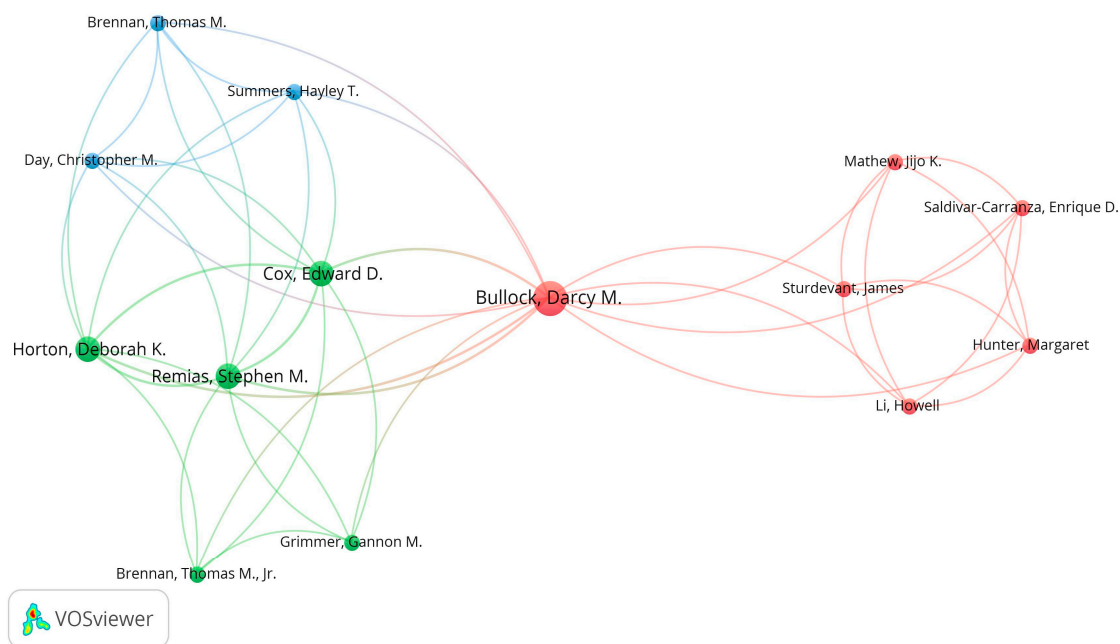 Brennan, Thomas M.
Summers, Hayley T.
Day, Christopher M.
Mathew, Jijo K.
Saldivar-Carranza, Enrique D.
Cox, Edward D.
Sturdevant, James
Bullock, Darcy M.
Horton, Deborah K.
Hunter, Margaret
Remias, Stephen M.
Li, Howell
Grimmer, Gannon M.
Brennan, Thomas M., Jr.
VOSviewer